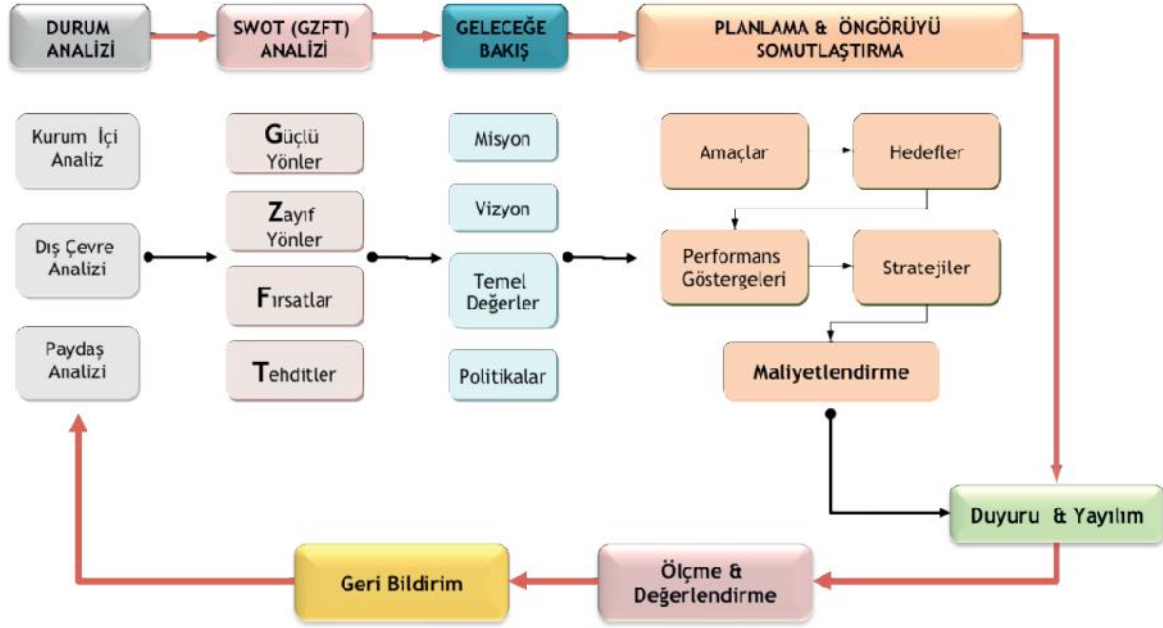 DURUM
ANALİZİ
SWOT (GZFT)
ANALİZİ
GELECEĞE
BAKIŞ
PLANLAMA & ÖNGÖRÜYÜ
SOMUTLAŞTIRMA
Kurum İçi
Analiz
Dış Çevre
Analizi
Paydaş
Analizi
Güçlü
Yönler
Zayıf
Yönler
Fırsatlar
Tehditler
Misyon
Vizyon
Temel
Değerler
Politikalar
Amaçlar
Hedefler
Performans
Göstergeleri
Stratejiler
Maliyetlendirme
Duyuru & Yayılım
Ölçme &
Değerlendirme
Geri Bildirim